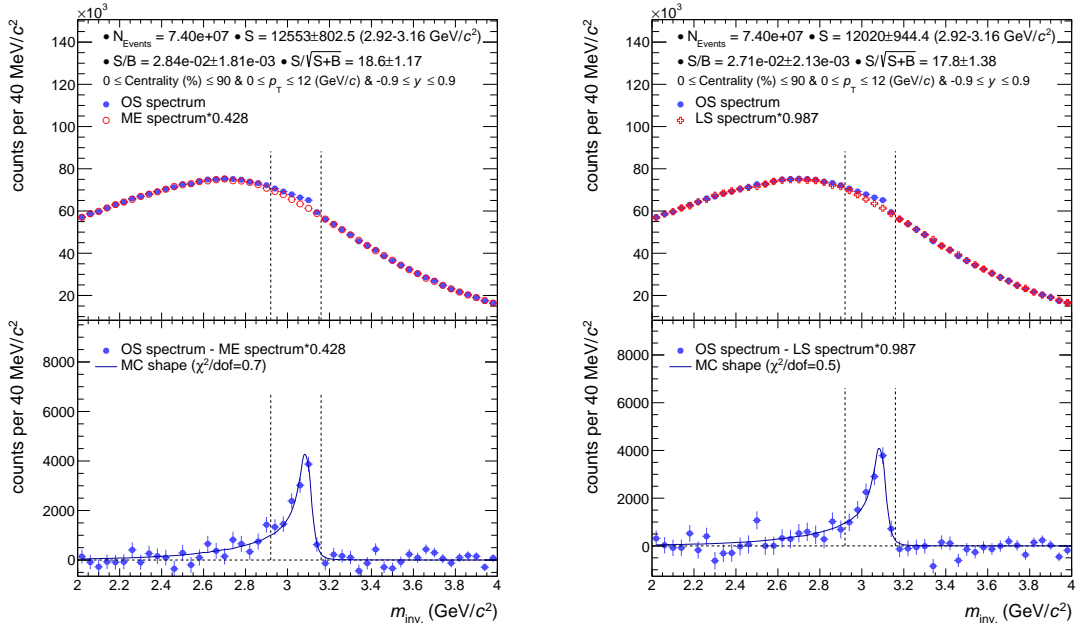 ×10³
● N_Events = 7.40e+07 ● S = 12553±802.5 (2.92-3.16 GeV/c²)
● S/B = 2.84e-02±1.81e-03 ● S/√S+B = 18.6±1.17
0 ≤ Centrality (%) ≤ 90 & 0 ≤ p_T ≤ 12 (GeV/c) & -0.9 ≤ y ≤ 0.9
OS spectrum
ME spectrum*0.428
counts per 40 MeV/c²
140
120
100
80
60
40
20
OS spectrum - ME spectrum*0.428
MC shape (χ²/dof=0.7)
counts per 40 MeV/c²
8000
6000
4000
2000
0
2 2.2 2.4 2.6 2.8 3 3.2 3.4 3.6 3.8 4
m_inv. (GeV/c²)
×10³
● N_Events = 7.40e+07 ● S = 12020±944.4 (2.92-3.16 GeV/c²)
● S/B = 2.71e-02±2.13e-03 ● S/√S+B = 17.8±1.38
0 ≤ Centrality (%) ≤ 90 & 0 ≤ p_T ≤ 12 (GeV/c) & -0.9 ≤ y ≤ 0.9
OS spectrum
LS spectrum*0.987
counts per 40 MeV/c²
140
120
100
80
60
40
20
OS spectrum - LS spectrum*0.987
MC shape (χ²/dof=0.5)
counts per 40 MeV/c²
8000
6000
4000
2000
0
2 2.2 2.4 2.6 2.8 3 3.2 3.4 3.6 3.8 4
m_inv. (GeV/c²)